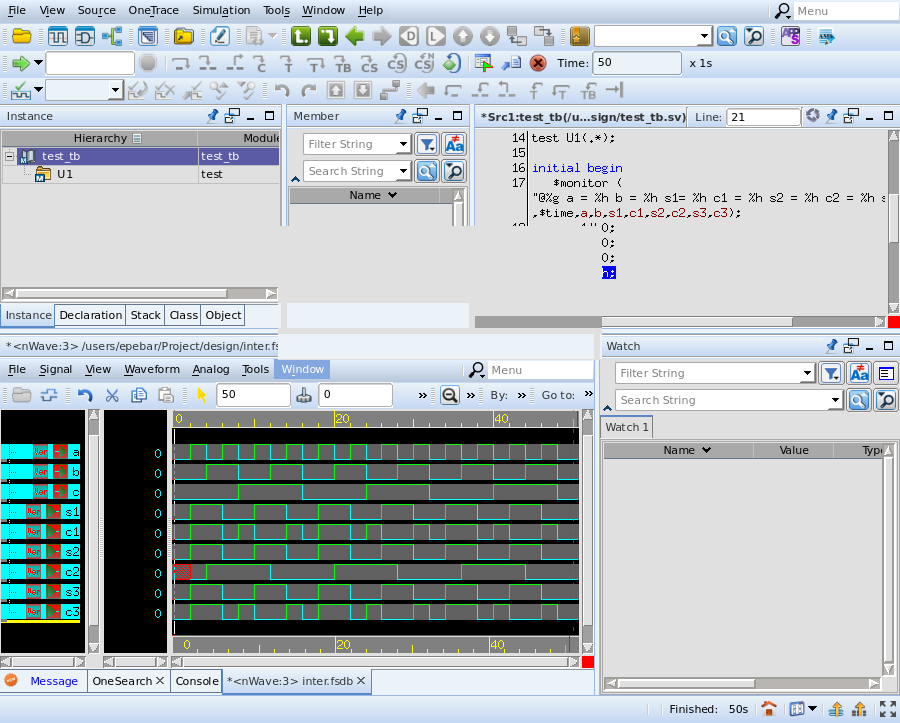 File View Source OneTrace Simulation Tools Window Help Menu
Time: 50 x 1s
Instance
Hierarchy Module
test_tb test_tb
U1 test
Instance Declaration Stack Class Object
Member
Filter String
Search String
Name
*Src1:test_tb(/u...sign/test_tb.sv) Line: 21
14 test U1(.*);
15
16 initial begin
17 $monitor (
"@%g a = %h b = %h s1= %h c1 = %h s2 = %h c2 = %h s
,$time,a,b,s1,c1,s2,c2,s3,c3);
0;
0;
0;
h;
*<nWave:3> /users/epebar/Project/design/inter.fs
File Signal View Waveform Analog Tools Window Menu
50 0 » » By: » Go to: »
0 20 40
a 0
b 0
c 0
s1 0
c1 0
s2 0
c2 0
s3 0
c3 0
0 20 40
Watch
Filter String
Search String
Watch 1
Name Value Type
Message OneSearch Console *<nWave:3> inter.fsdb
Finished: 50s